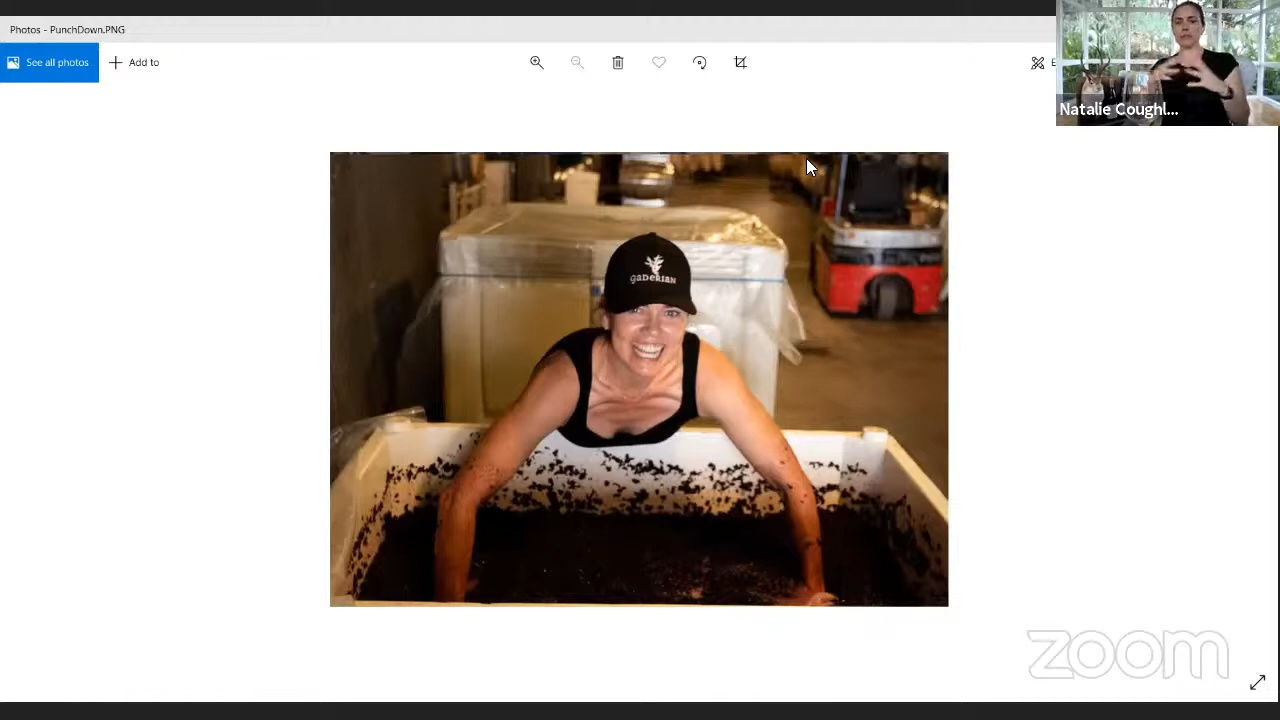 Photos - PunchDown.PNG
See all photos
Add to
Natalie Coughl...
GaDERIAN
zoom